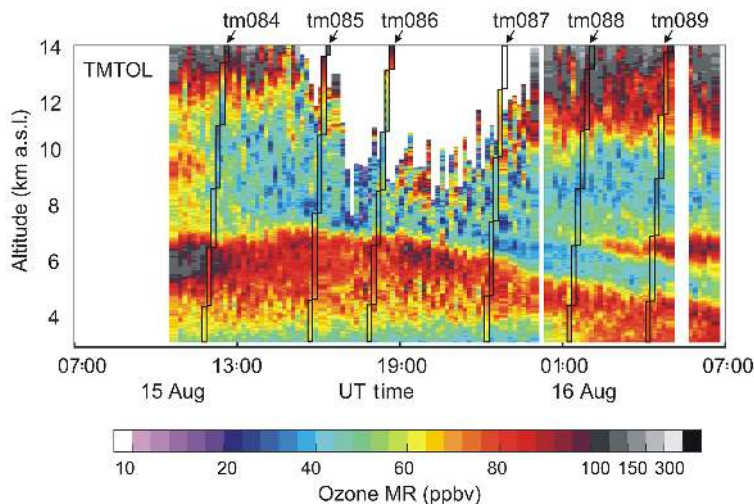 tm084 tm085 tm086 tm087 tm088 tm089
TMTOL
14
12
10
8
6
4
Altitude (km a.s.l.)
07:00 13:00 19:00 01:00 07:00
15 Aug UT time 16 Aug
10 20 40 60 80 100 150 300
Ozone MR (ppbv)